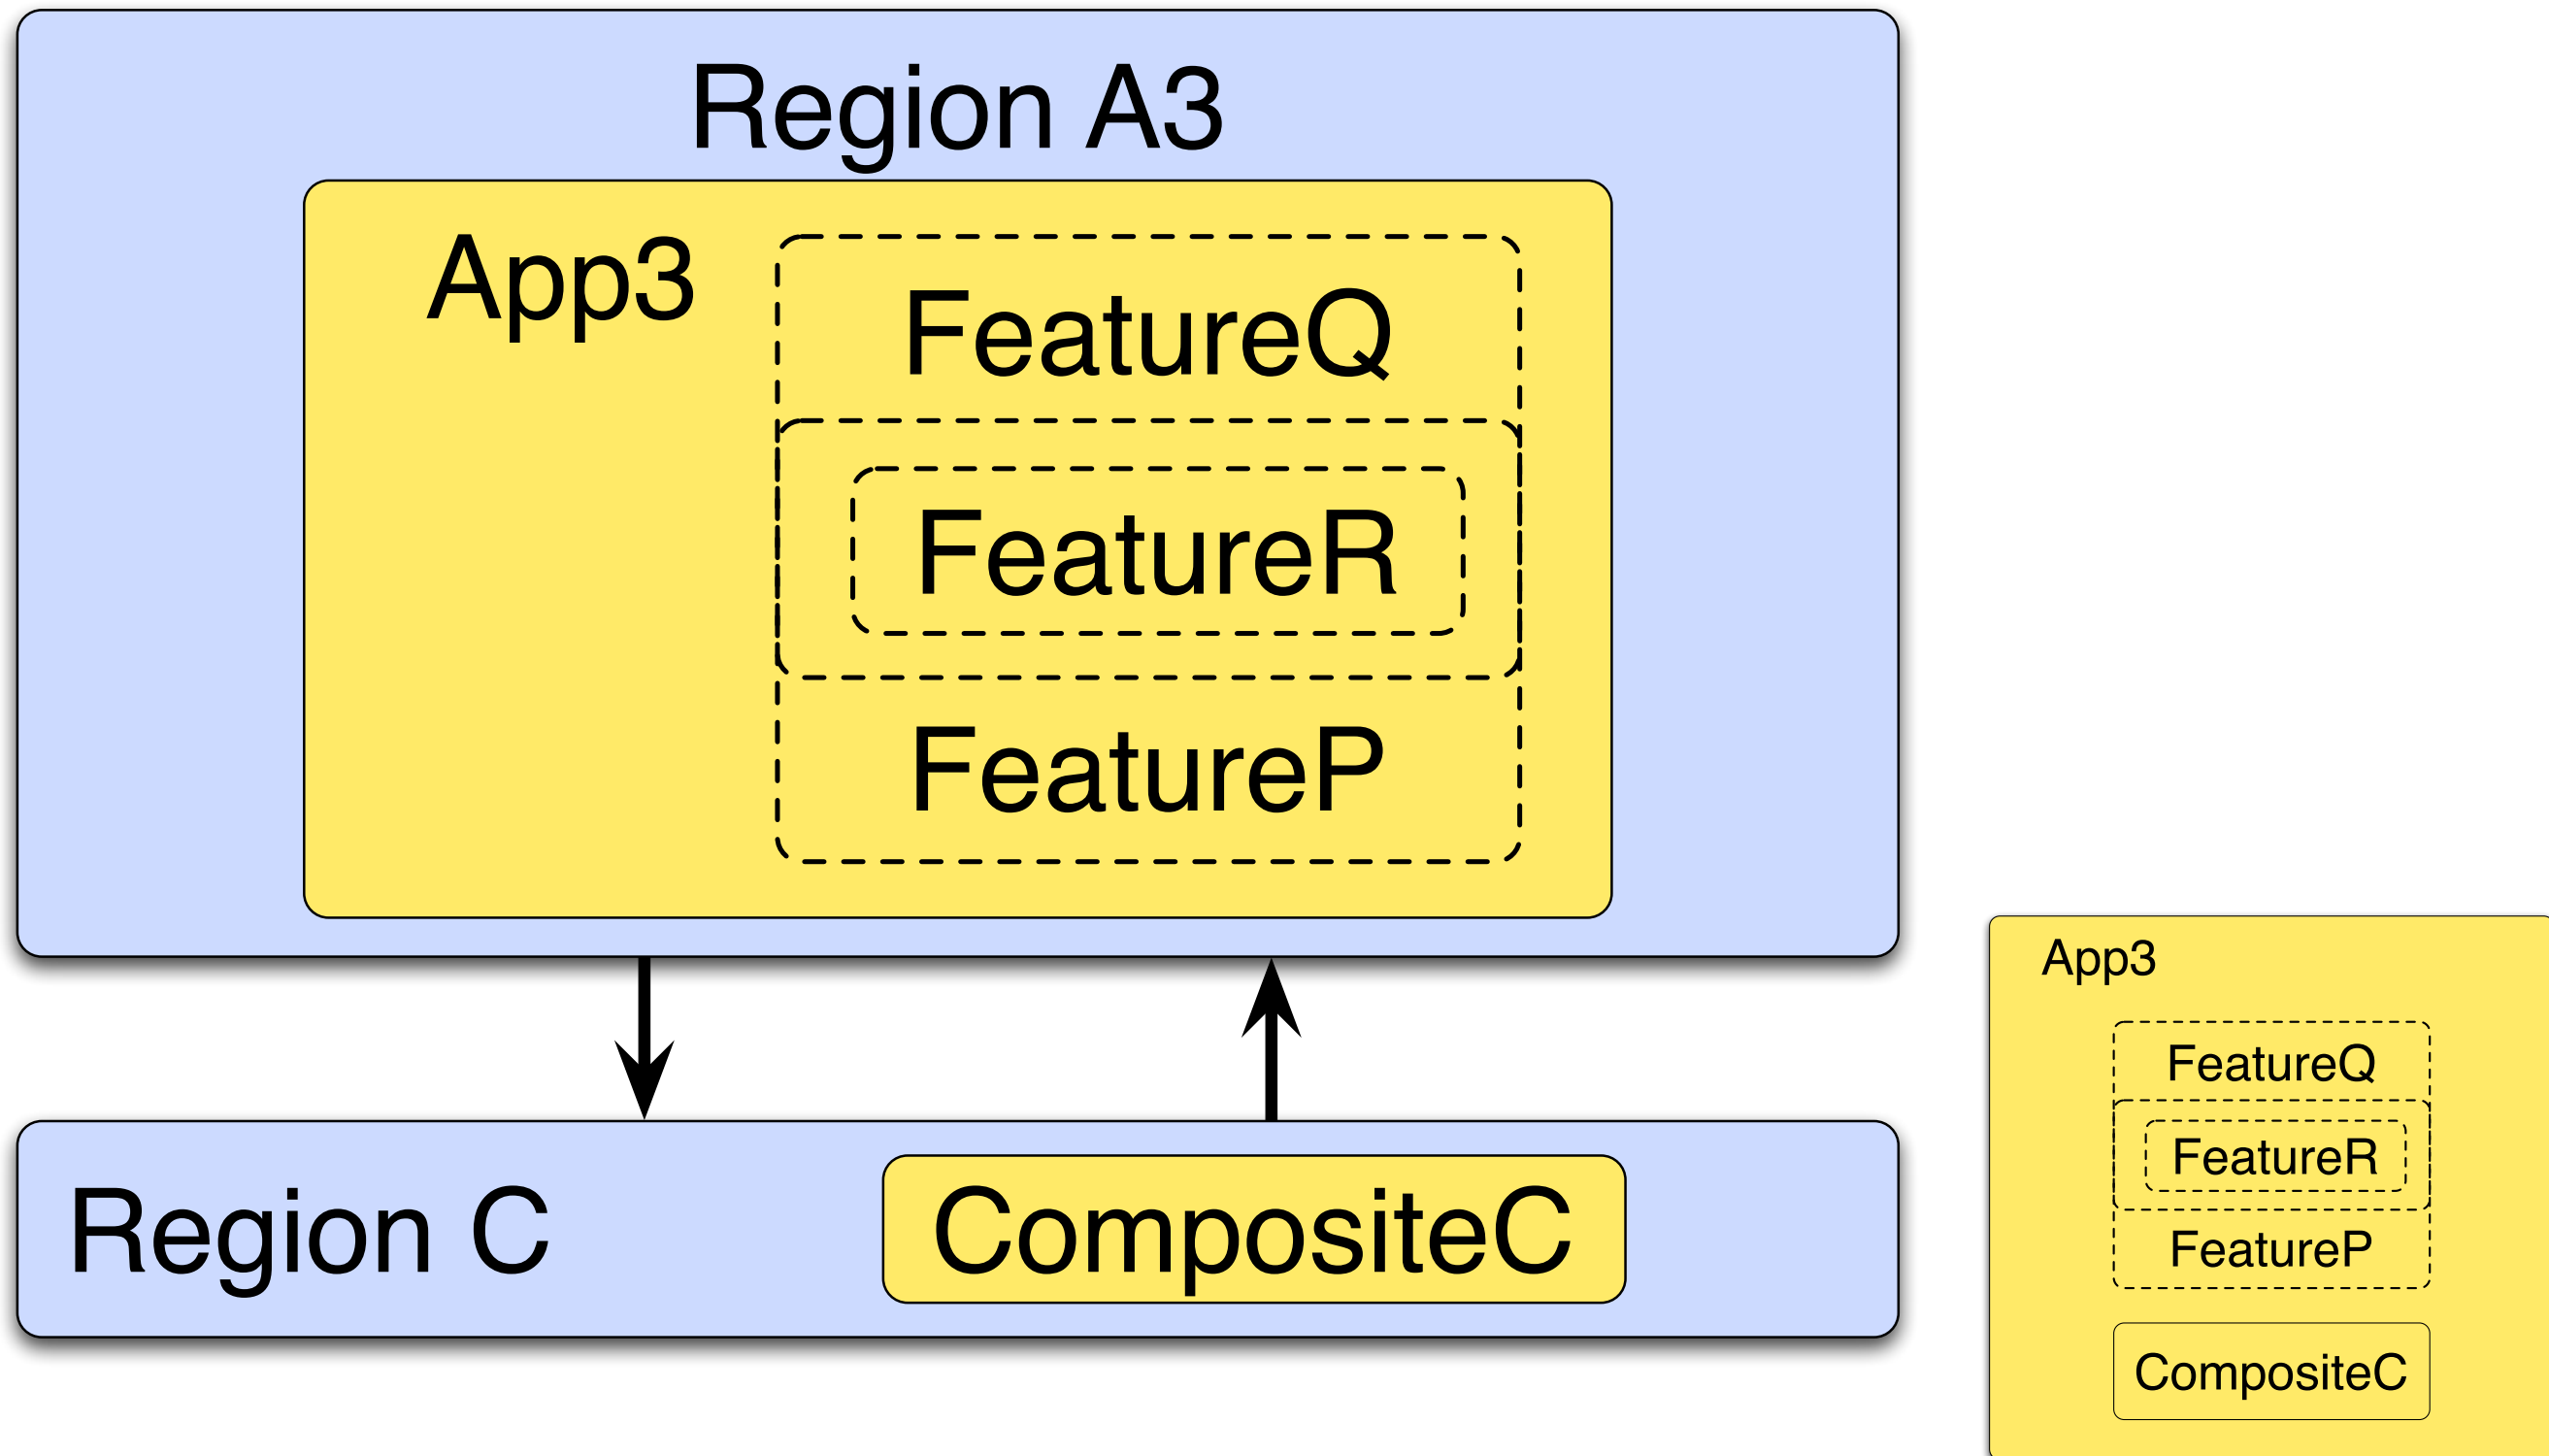 Region A3
App3
FeatureQ
FeatureR
FeatureP
Region C
CompositeC
App3
FeatureQ
FeatureR
FeatureP
CompositeC